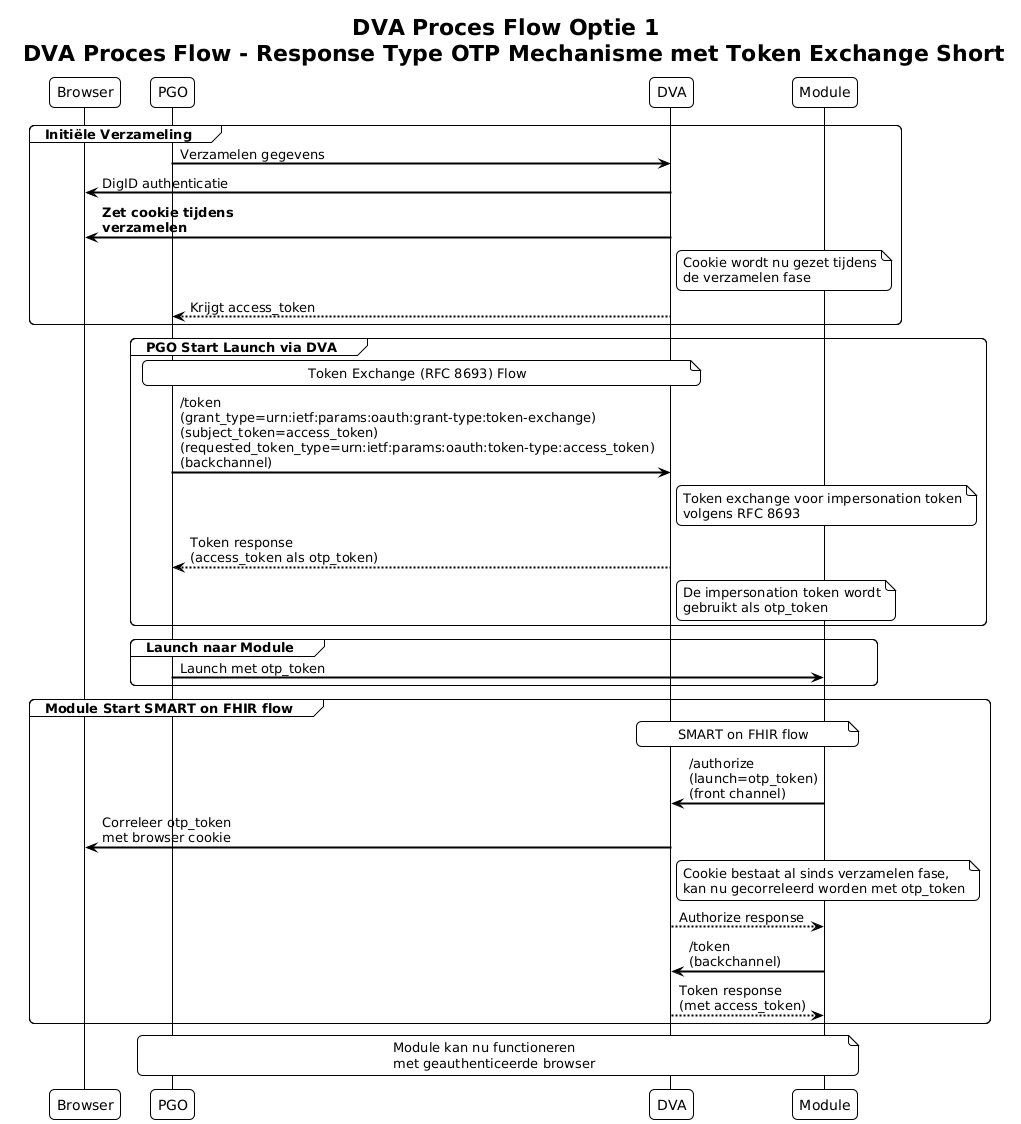 DVA Proces Flow Optie 1
DVA Proces Flow - Response Type OTP Mechanisme met Token Exchange Short
Browser
PGO
DVA
Module
Initiële Verzameling
Verzamelen gegevens
DigID authenticatie
Zet cookie tijdens
verzamelen
Cookie wordt nu gezet tijdens
de verzamelen fase
Krijgt access_token
PGO Start Launch via DVA
Token Exchange (RFC 8693) Flow
/token
(grant_type=urn:ietf:params:oauth:grant-type:token-exchange)
(subject_token=access_token)
(requested_token_type=urn:ietf:params:oauth:token-type:access_token)
(backchannel)
Token exchange voor impersonation token
volgens RFC 8693
Token response
(access_token als otp_token)
De impersonation token wordt
gebruikt als otp_token
Launch naar Module
Launch met otp_token
Module Start SMART on FHIR flow
SMART on FHIR flow
/authorize
(launch=otp_token)
(front channel)
Correleer otp_token
met browser cookie
Cookie bestaat al sinds verzamelen fase,
kan nu gecorreleerd worden met otp_token
Authorize response
/token
(backchannel)
Token response
(met access_token)
Module kan nu functioneren
met geauthenticeerde browser
Browser
PGO
DVA
Module